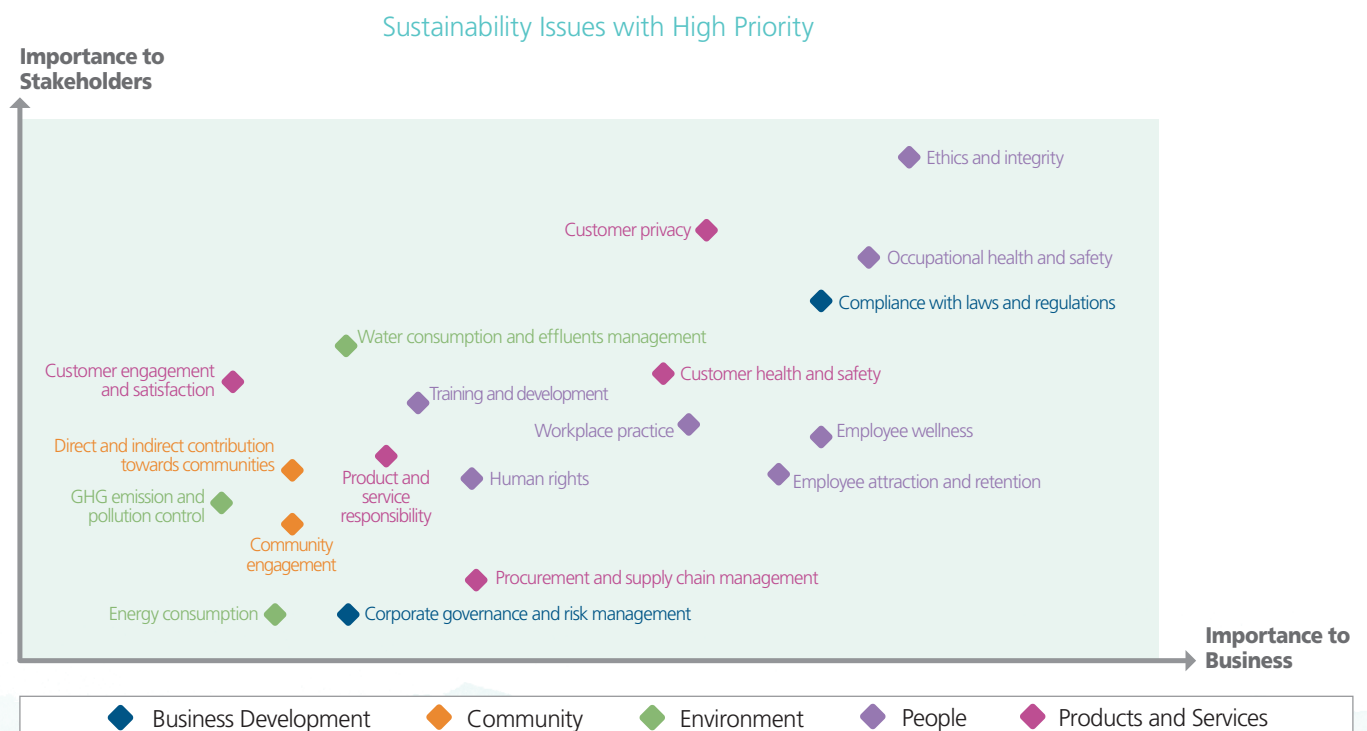 Sustainability Issues with High Priority
Importance to
Stakeholders
Ethics and integrity
Customer privacy
Occupational health and safety
Compliance with laws and regulations
Water consumption and effluents management
Customer engagement
and satisfaction
Customer health and safety
Training and development
Workplace practice
Employee wellness
Direct and indirect contribution
towards communities
Product and
service
responsibility
Human rights
Employee attraction and retention
GHG emission and
pollution control
Community
engagement
Procurement and supply chain management
Energy consumption
Corporate governance and risk management
Importance to
Business
Business Development
Community
Environment
People
Products and Services